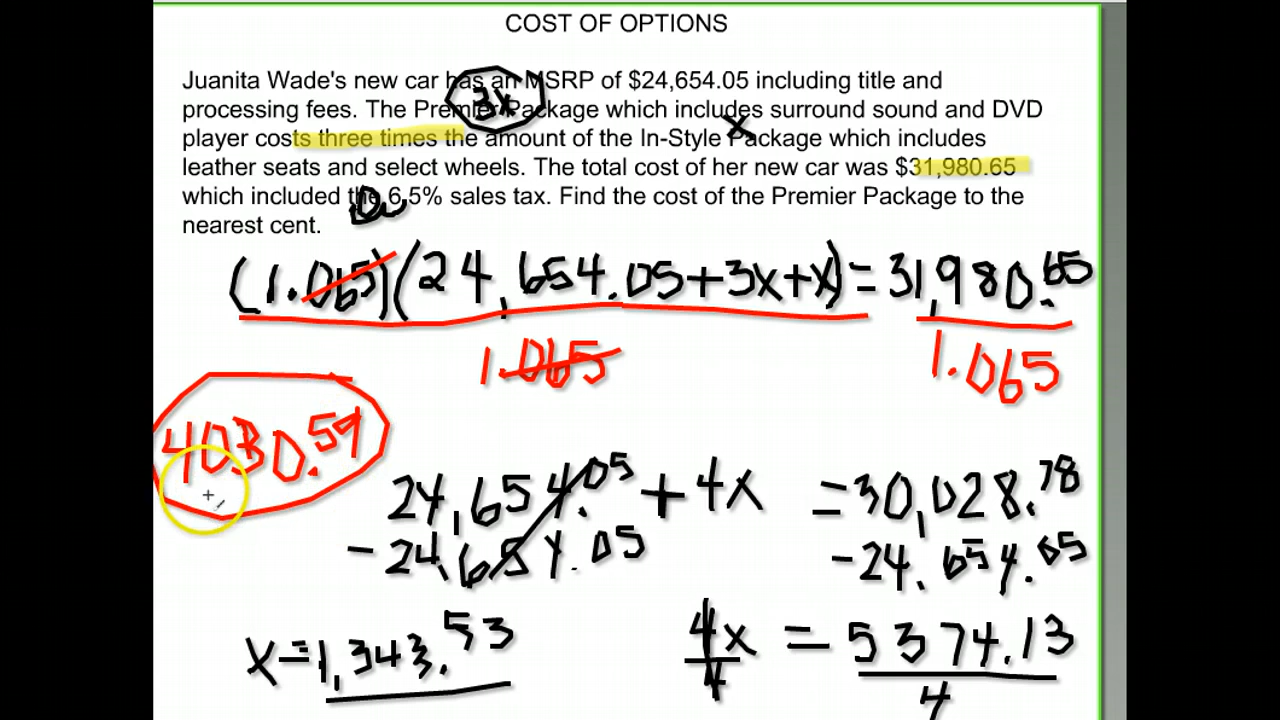 COST OF OPTIONS
Juanita Wade's new car has an MSRP of $24,654.05 including title and
processing fees. The Premier Package which includes surround sound and DVD
player costs three times the amount of the In-Style Package which includes
leather seats and select wheels. The total cost of her new car was $31,980.65
which included the 6.5% sales tax. Find the cost of the Premier Package to the
nearest cent.
3x
x
(1.065)(24,654.05+3x+x)=31,980.65
1.065 1.065
4030.59
24,654.05 + 4x = 30,028.78
-24,654.05 -24.654.05
x=1,343.53 4x = 5374.13
4 4